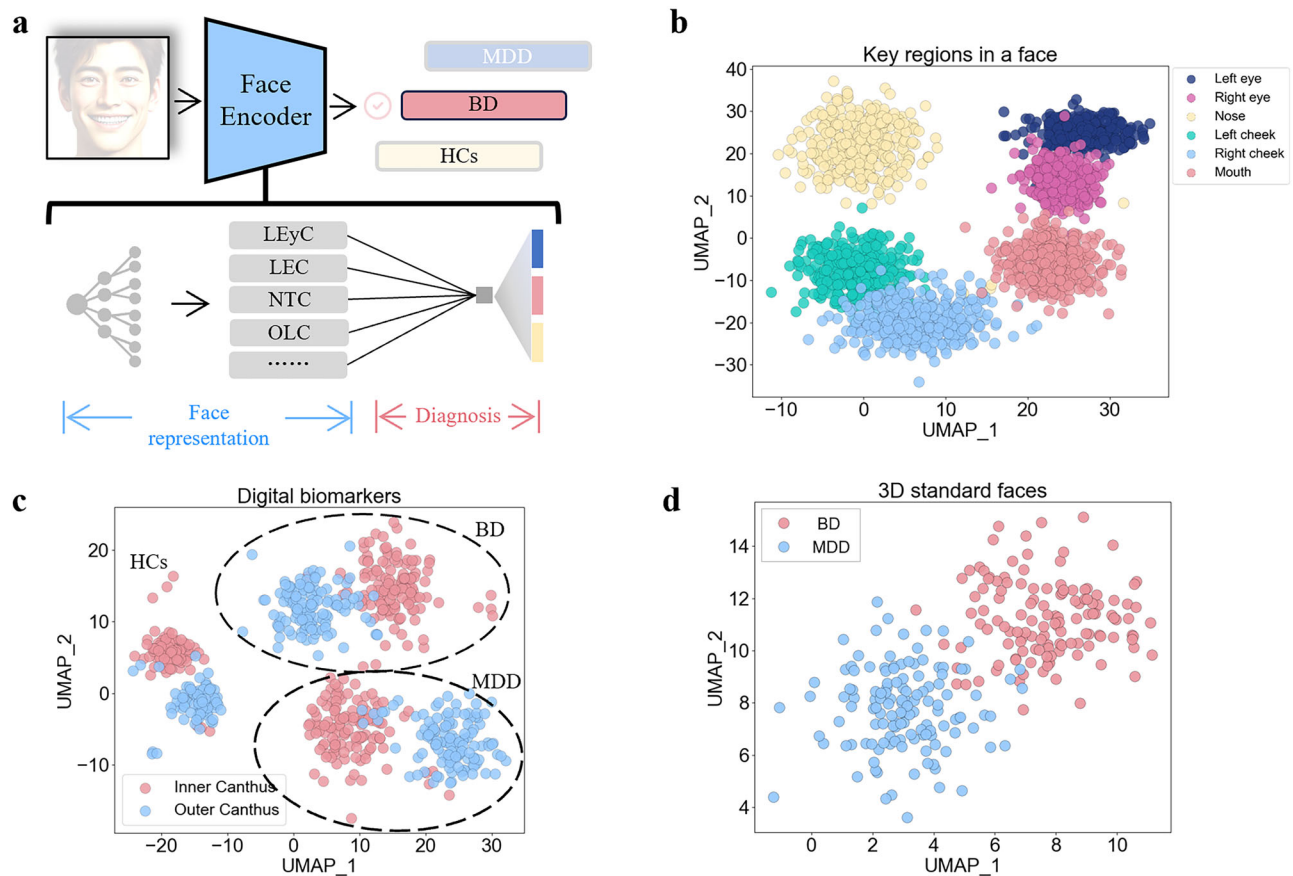 a
Face
Encoder
MDD
BD
HCs
LEyC
LEC
NTC
OLC
......
Face
representation
Diagnosis
b
Key regions in a face
40
30
20
10
0
−10
−20
−30
UMAP_2
−10
0
10
20
30
UMAP_1
Left eye
Right eye
Nose
Left cheek
Right cheek
Mouth
c
Digital biomarkers
HCs
BD
MDD
20
10
0
−10
UMAP_2
Inner Canthus
Outer Canthus
−20
−10
0
10
20
30
UMAP_1
d
3D standard faces
BD
MDD
14
12
10
8
6
4
UMAP_2
0
2
4
6
8
10
UMAP_1